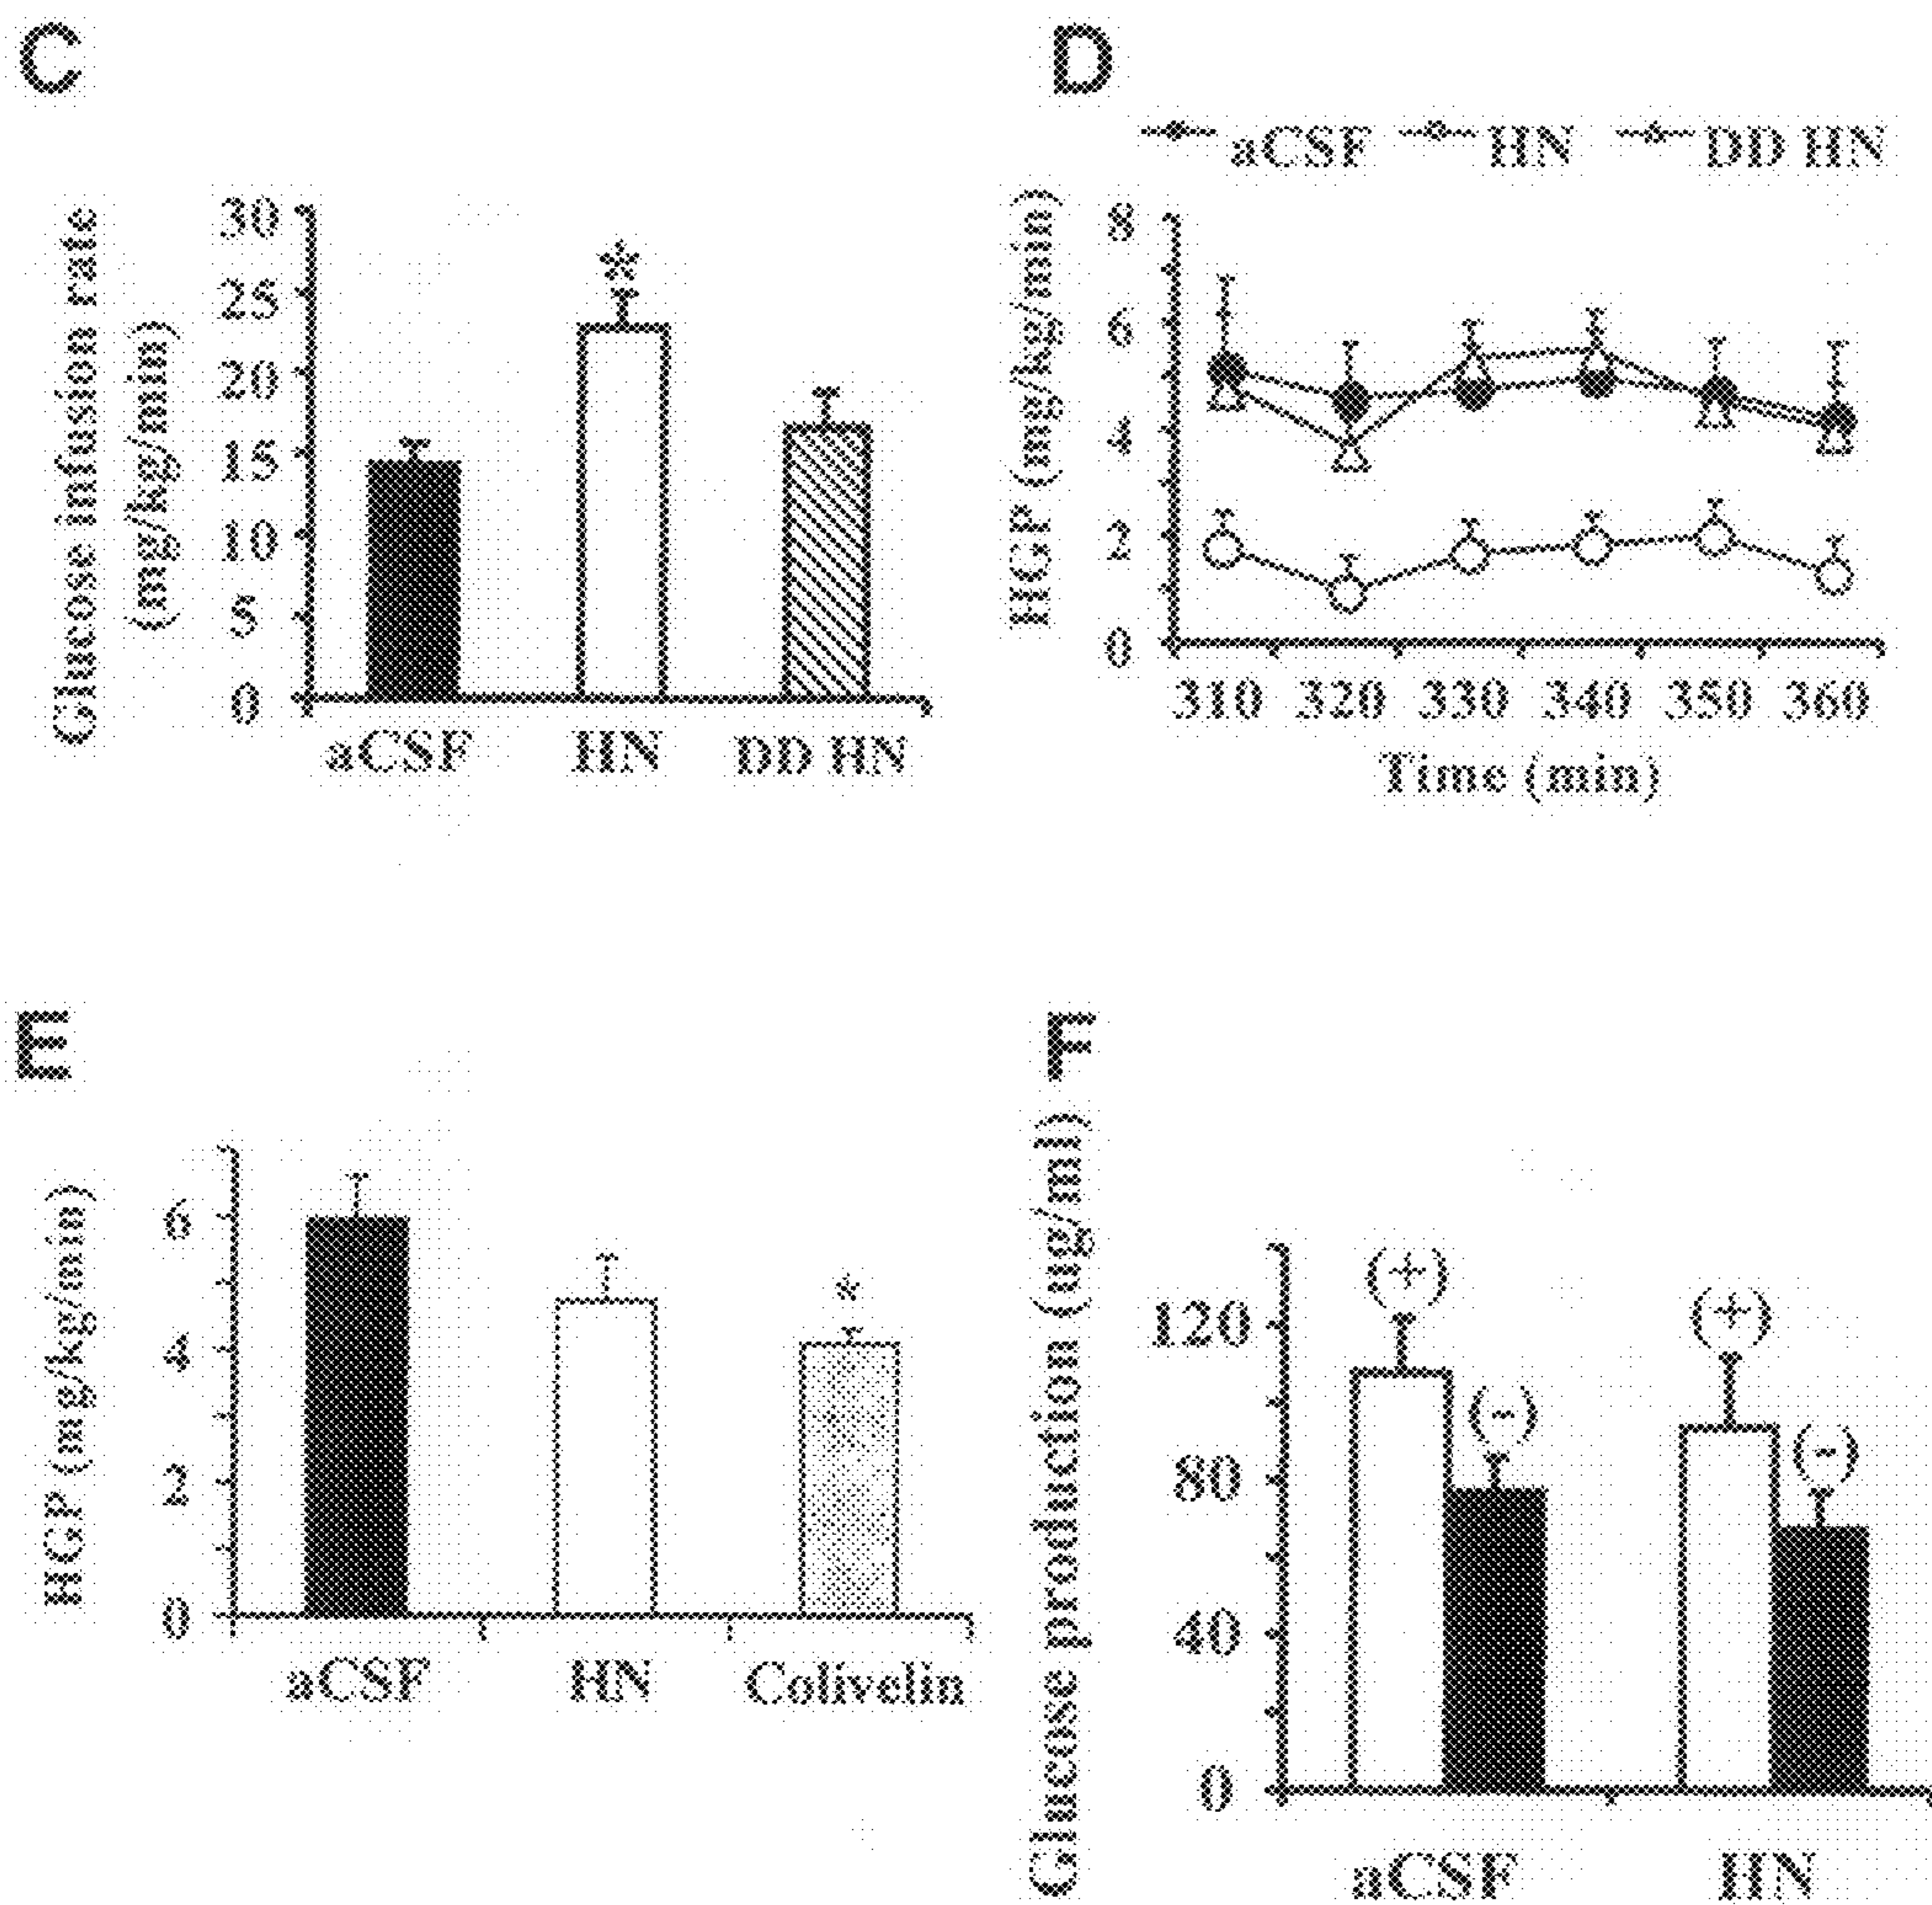 C
Glucose infusion rate
(mg/kg/min)
30
25
20
15
10
5
0
*
aCSF HN DD HN
D
aCSF HN DD HN
HGP (mg/kg/min)
8
6
4
2
0
310 320 330 340 350 360
Time (min)
E
HGP (mg/kg/min)
6
4
2
0
*
aCSF HN Colivelin
F
Glucose production (ug/ml)
120
80
40
0
(+) (-) (+) (-)
aCSF HN